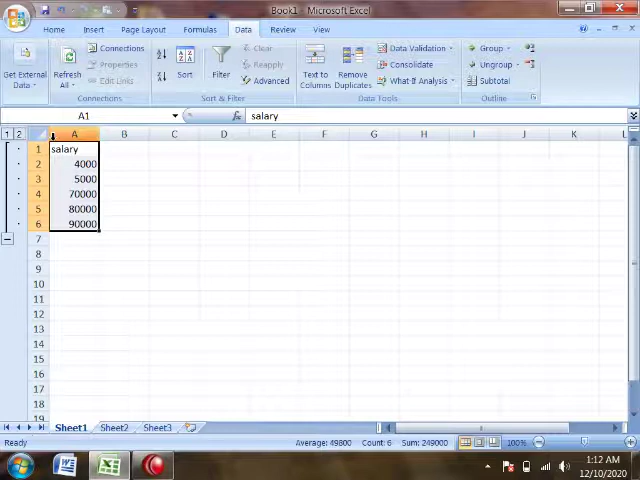 Book1 - Microsoft Excel
Home Insert Page Layout Formulas Data Review View
Get External Data
Refresh All
Connections
Properties
Edit Links
Connections
Sort
Filter
Clear
Reapply
Advanced
Sort & Filter
Text to Columns
Remove Duplicates
Data Validation
Consolidate
What-If Analysis
Data Tools
Group
Ungroup
Subtotal
Outline
A1 fx salary
1 2 A B C D E F G H I J K L
1 salary
2 4000
3 5000
4 70000
5 80000
6 90000
7
8
9
10
11
12
13
14
15
16
17
18
19
Sheet1 Sheet2 Sheet3
Ready Average: 49800 Count: 6 Sum: 249000 100%
1:12 AM
12/10/2020